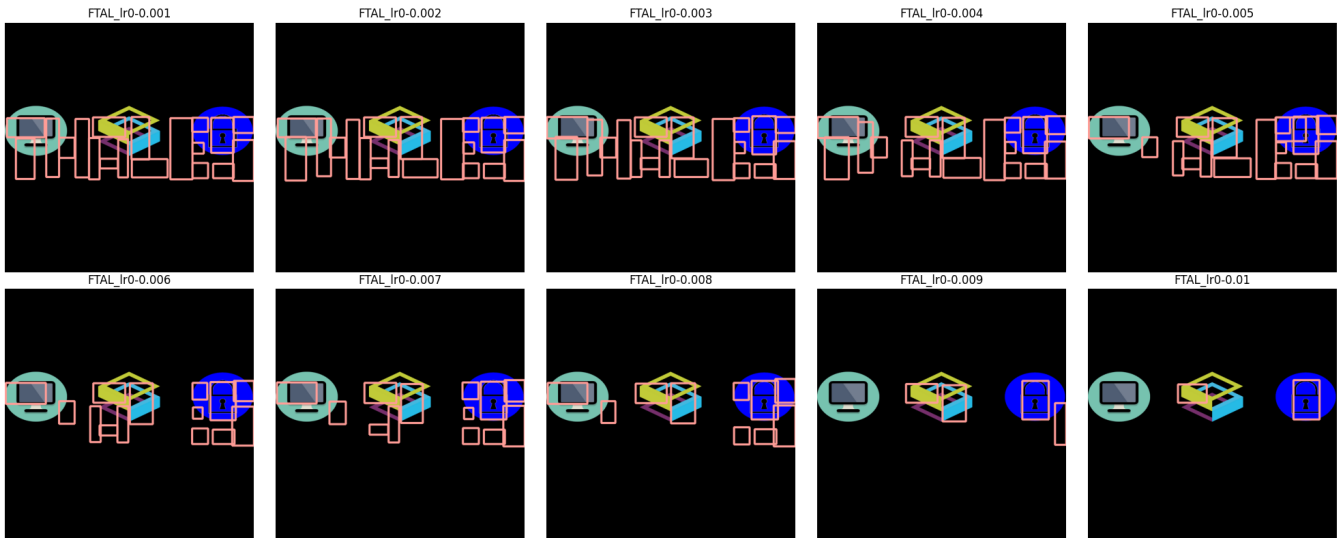 FTAL_lr0-0.001
FTAL_lr0-0.002
FTAL_lr0-0.003
FTAL_lr0-0.004
FTAL_lr0-0.005
FTAL_lr0-0.006
FTAL_lr0-0.007
FTAL_lr0-0.008
FTAL_lr0-0.009
FTAL_lr0-0.01